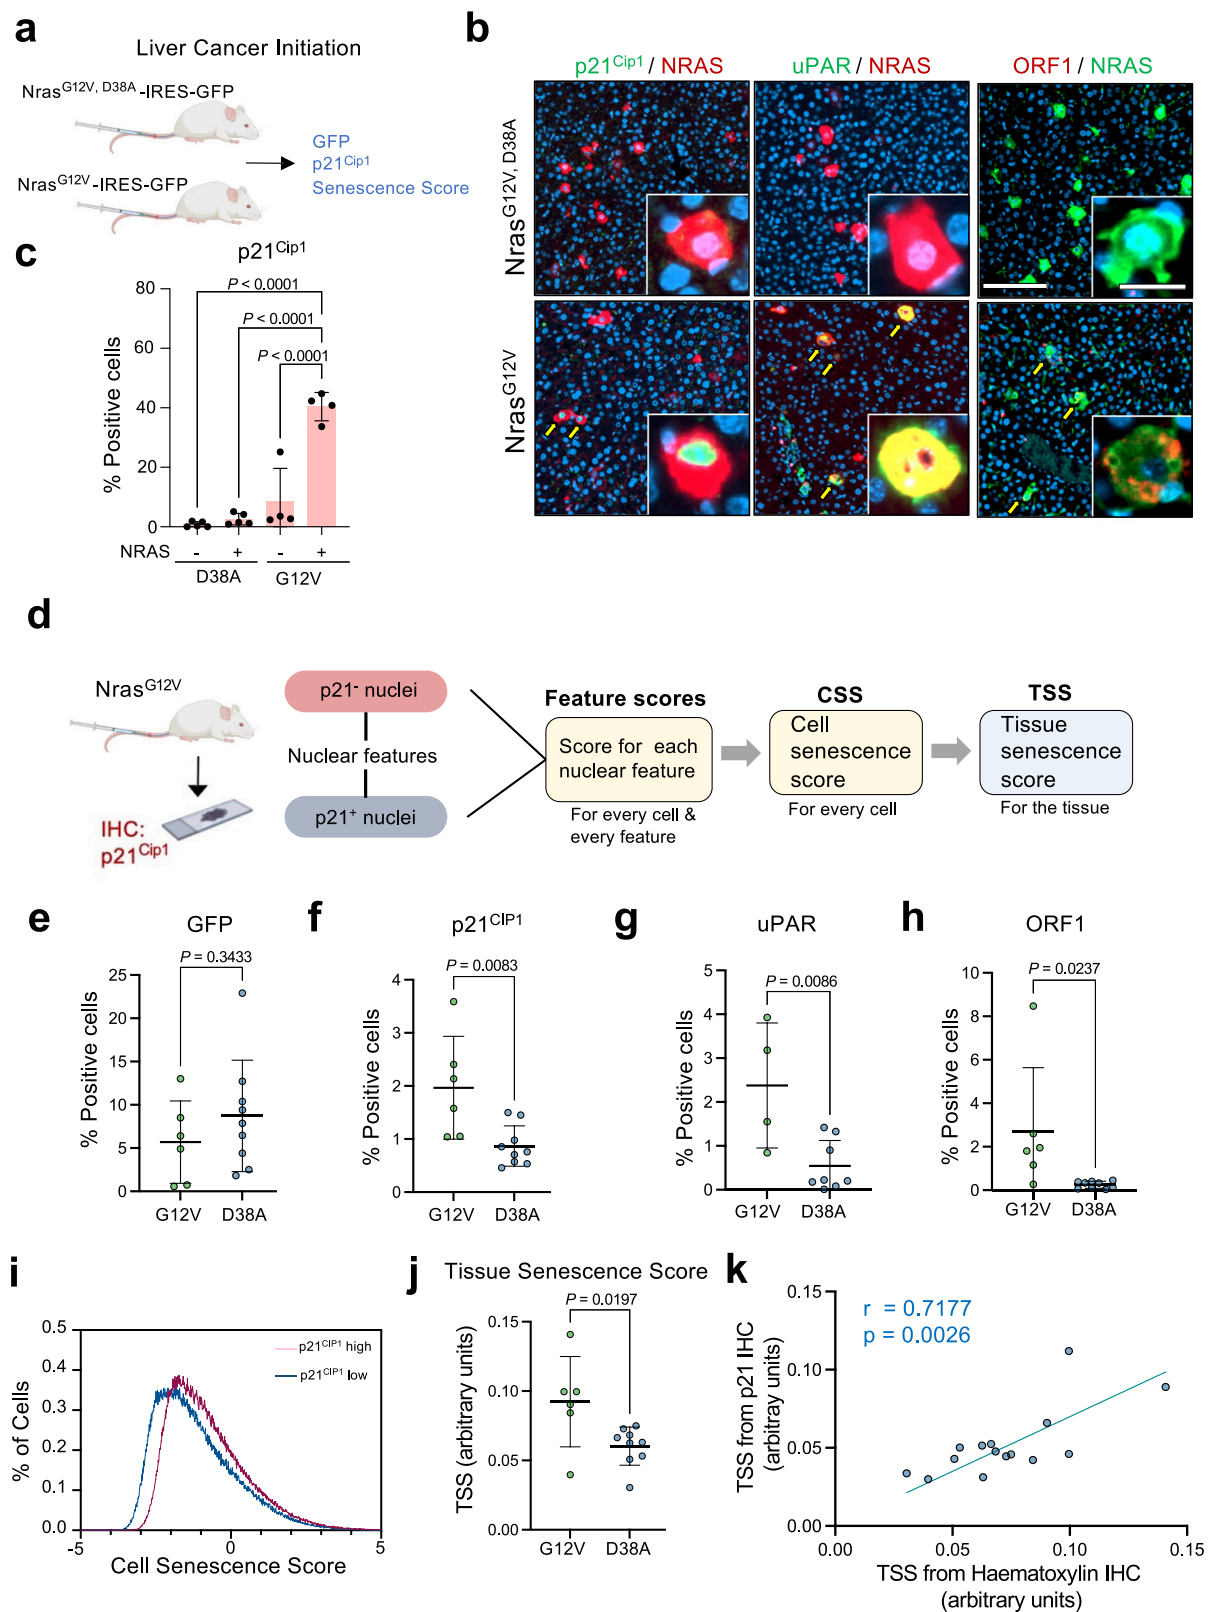 a
Liver Cancer Initiation
Nras^G12V, D38A -IRES-GFP
Nras^G12V -IRES-GFP
GFP
p21^Cip1
Senescence Score
b
p21^Cip1 / NRAS
uPAR / NRAS
ORF1 / NRAS
Nras^G12V, D38A
Nras^G12V
c
p21^Cip1
P < 0.0001
P < 0.0001
P < 0.0001
% Positive cells
80
60
40
20
0
NRAS - + - +
D38A G12V
d
Nras^G12V
IHC:
p21^Cip1
p21^- nuclei
Nuclear features
p21^+ nuclei
Feature scores
Score for each
nuclear feature
For every cell &
every feature
CSS
Cell
senescence
score
For every cell
TSS
Tissue
senescence
score
For the tissue
e
GFP
P = 0.3433
% Positive cells
25
20
15
10
5
0
G12V D38A
f
p21^CIP1
P = 0.0083
% Positive cells
4
3
2
1
0
G12V D38A
g
uPAR
P = 0.0086
% Positive cells
5
4
3
2
1
0
G12V D38A
h
ORF1
P = 0.0237
% Positive cells
10
8
6
4
2
0
G12V D38A
i
% of Cells
0.5
0.4
0.3
0.2
0.1
0.0
p21^CIP1 high
p21^CIP1 low
-5 0 5
Cell Senescence Score
j
Tissue Senescence Score
P = 0.0197
TSS (arbitrary units)
0.15
0.10
0.05
0.00
G12V D38A
k
r = 0.7177
p = 0.0026
TSS from p21 IHC
(arbitray units)
0.15
0.10
0.05
0.00
0.00 0.05 0.10 0.15
TSS from Haematoxylin IHC
(arbitrary units)